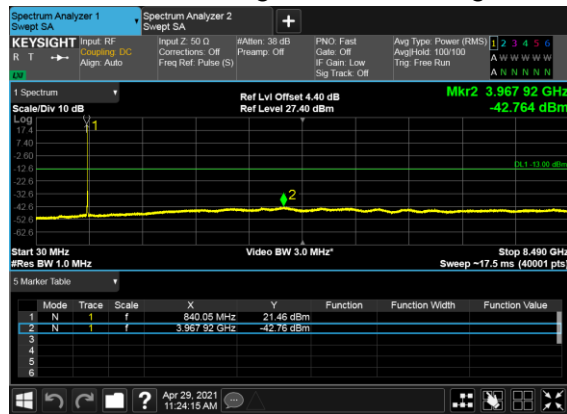 Spectrum Analyzer 1
Swept SA
Spectrum Analyzer 2
Swept SA
+
KEYSIGHT
R T
LXI
Input: RF
Coupling: DC
Align: Auto
Input Z: 50 Ω
Corrections: Off
Freq Ref: Pulse (S)
#Atten: 38 dB
Preamp: Off
PNO: Fast
Gate: Off
IF Gain: Low
Sig Track: Off
Avg Type: Power (RMS)
Avg|Hold: 100/100
Trig: Free Run
1 2 3 4 5 6
A W W W W W
A N N N N N
1 Spectrum
Scale/Div 10 dB
Ref Lvl Offset 4.40 dB
Ref Level 27.40 dBm
Mkr2 3.967 92 GHz
-42.764 dBm
Log
17.4
7.40
-2.60
-12.6
-22.6
-32.6
-42.6
-52.6
-62.6
1
2
DL1 -13.00 dBm
Start 30 MHz
#Res BW 1.0 MHz
Video BW 3.0 MHz*
Stop 8.490 GHz
Sweep ~17.5 ms (40001 pts)
5 Marker Table
Mode Trace Scale X Y Function Function Width Function Value
1 N 1 f 840.05 MHz 21.46 dBm
2 N 1 f 3.967 92 GHz -42.76 dBm
3
4
5
6
?
Apr 29, 2021
11:24:15 AM